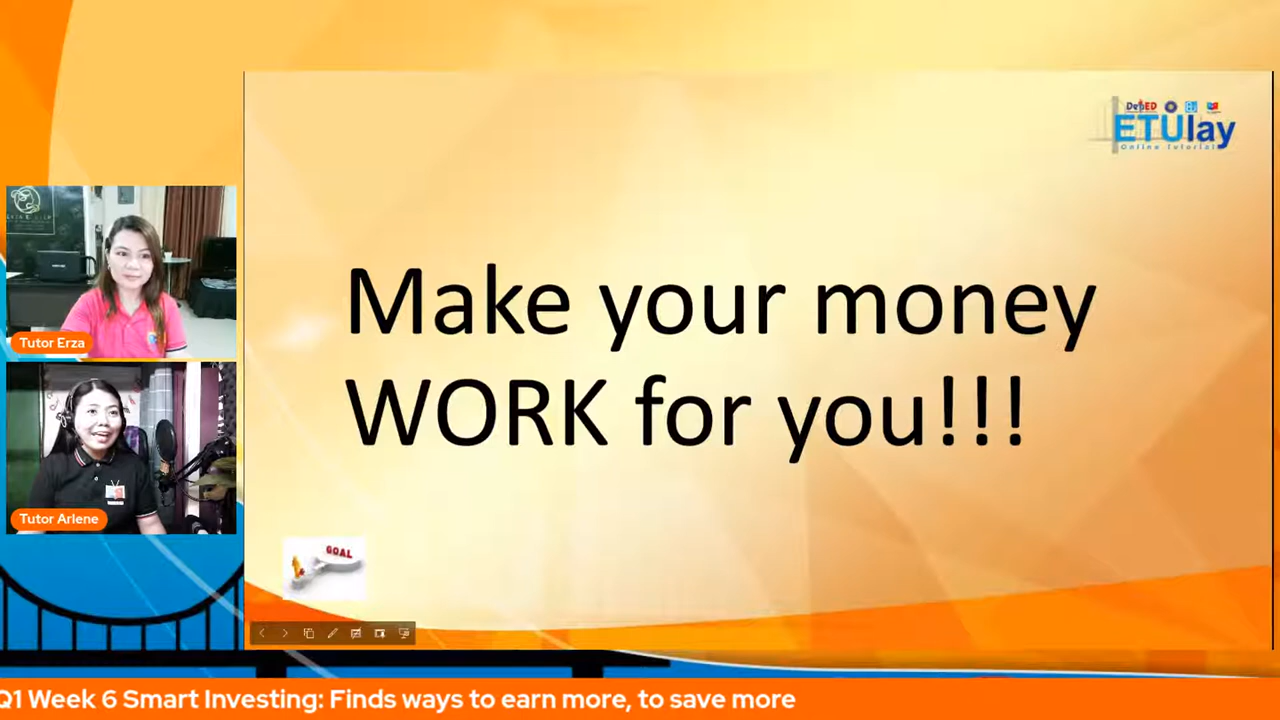 DepED
ETUlay
Online Tutorial
Make your money
WORK for you!!!
Tutor Erza
Tutor Arlene
GOAL
Q1 Week 6 Smart Investing: Finds ways to earn more, to save more